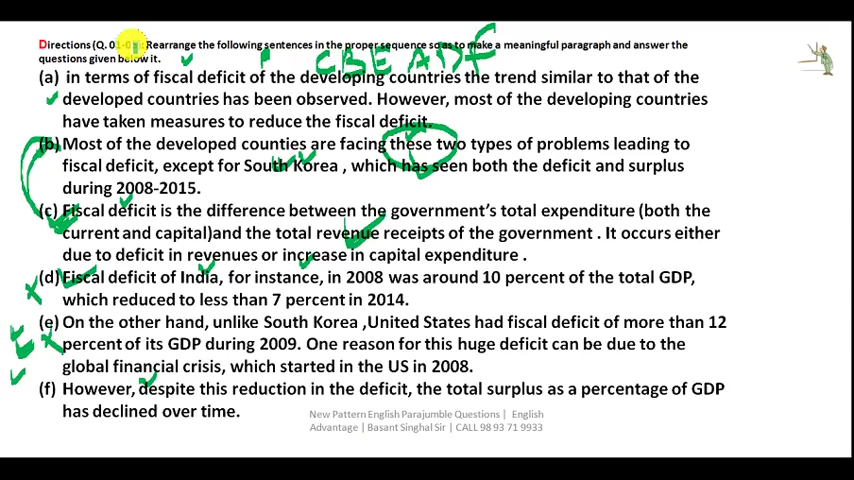 Directions (Q. 01-05): Rearrange the following sentences in the proper sequence so as to make a meaningful paragraph and answer the
questions given below it.
C B E A D F
(a) in terms of fiscal deficit of the developing countries the trend similar to that of the
developed countries has been observed. However, most of the developing countries
have taken measures to reduce the fiscal deficit.
(b) Most of the developed counties are facing these two types of problems leading to
fiscal deficit, except for South Korea , which has seen both the deficit and surplus
during 2008-2015.
(c) Fiscal deficit is the difference between the government's total expenditure (both the
current and capital)and the total revenue receipts of the government . It occurs either
due to deficit in revenues or increase in capital expenditure .
(d) Fiscal deficit of India, for instance, in 2008 was around 10 percent of the total GDP,
which reduced to less than 7 percent in 2014.
(e) On the other hand, unlike South Korea ,United States had fiscal deficit of more than 12
percent of its GDP during 2009. One reason for this huge deficit can be due to the
global financial crisis, which started in the US in 2008.
(f) However, despite this reduction in the deficit, the total surplus as a percentage of GDP
has declined over time.
New Pattern English Parajumble Questions | English
Advantage | Basant Singhal Sir | CALL 98 93 71 9933